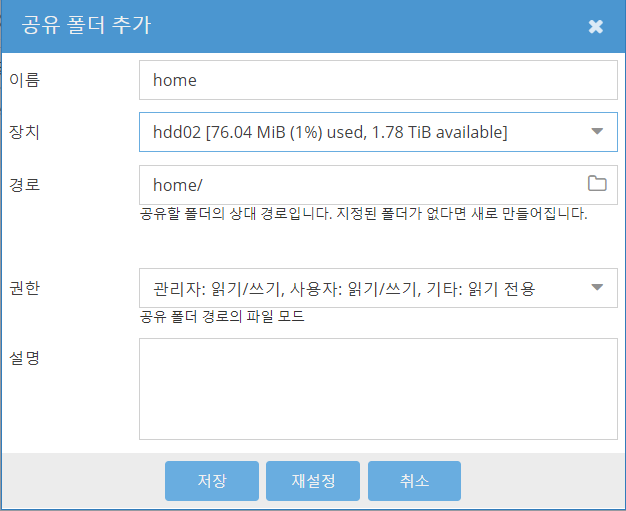 공유 폴더 추가
이름
home
장치
hdd02 [76.04 MiB (1%) used, 1.78 TiB available]
경로
home/
공유할 폴더의 상대 경로입니다. 지정된 폴더가 없다면 새로 만들어집니다.
권한
관리자: 읽기/쓰기, 사용자: 읽기/쓰기, 기타: 읽기 전용
공유 폴더 경로의 파일 모드
설명
저장 재설정 취소